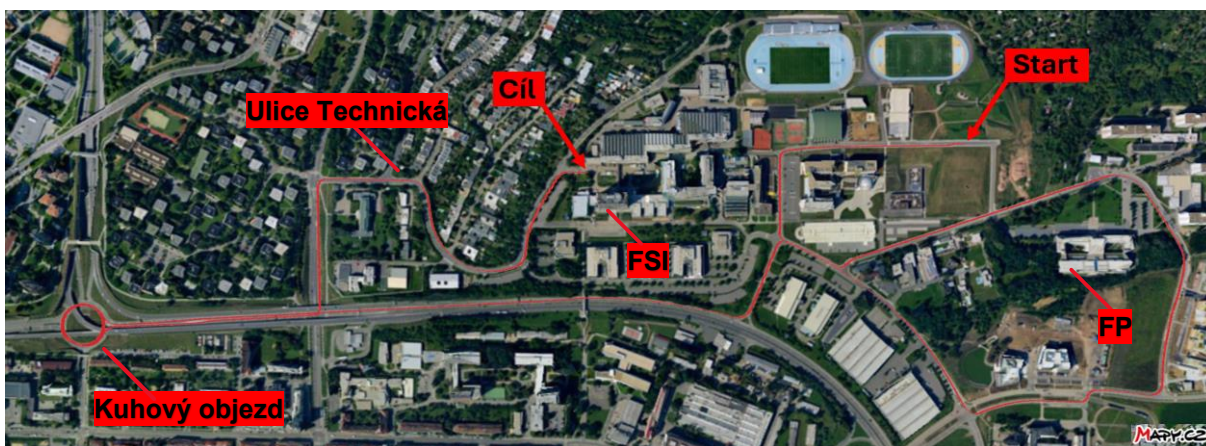 Start
Cíl
Ulice Technická
FSI
FP
Kuhový objezd
Mapy.cz